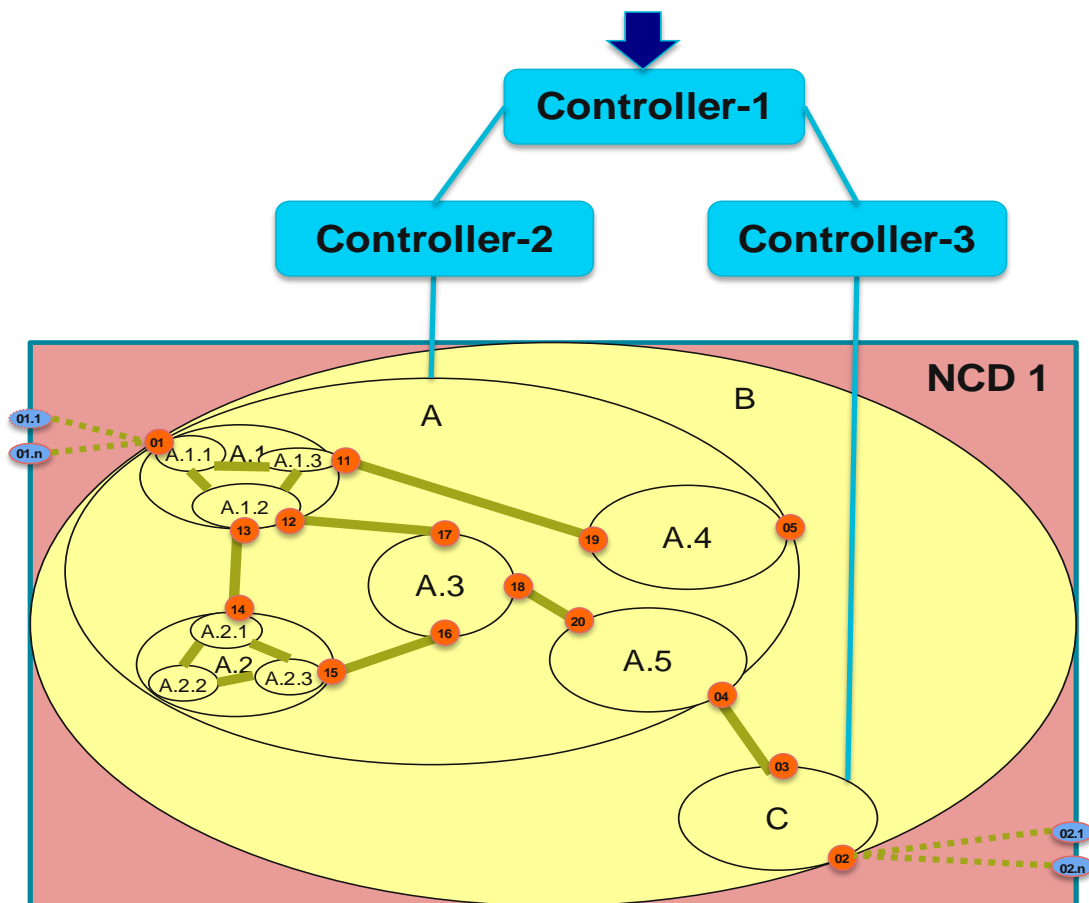 Controller-1
Controller-2
Controller-3
NCD 1
B
A
01.1
01.n
01
A.1
A.1.1
A.1.3
11
A.1.2
12
13
17
19
A.4
05
A.3
18
14
16
20
A.2.1
A.2
A.2.2
A.2.3
15
A.5
04
03
C
02
02.1
02.n